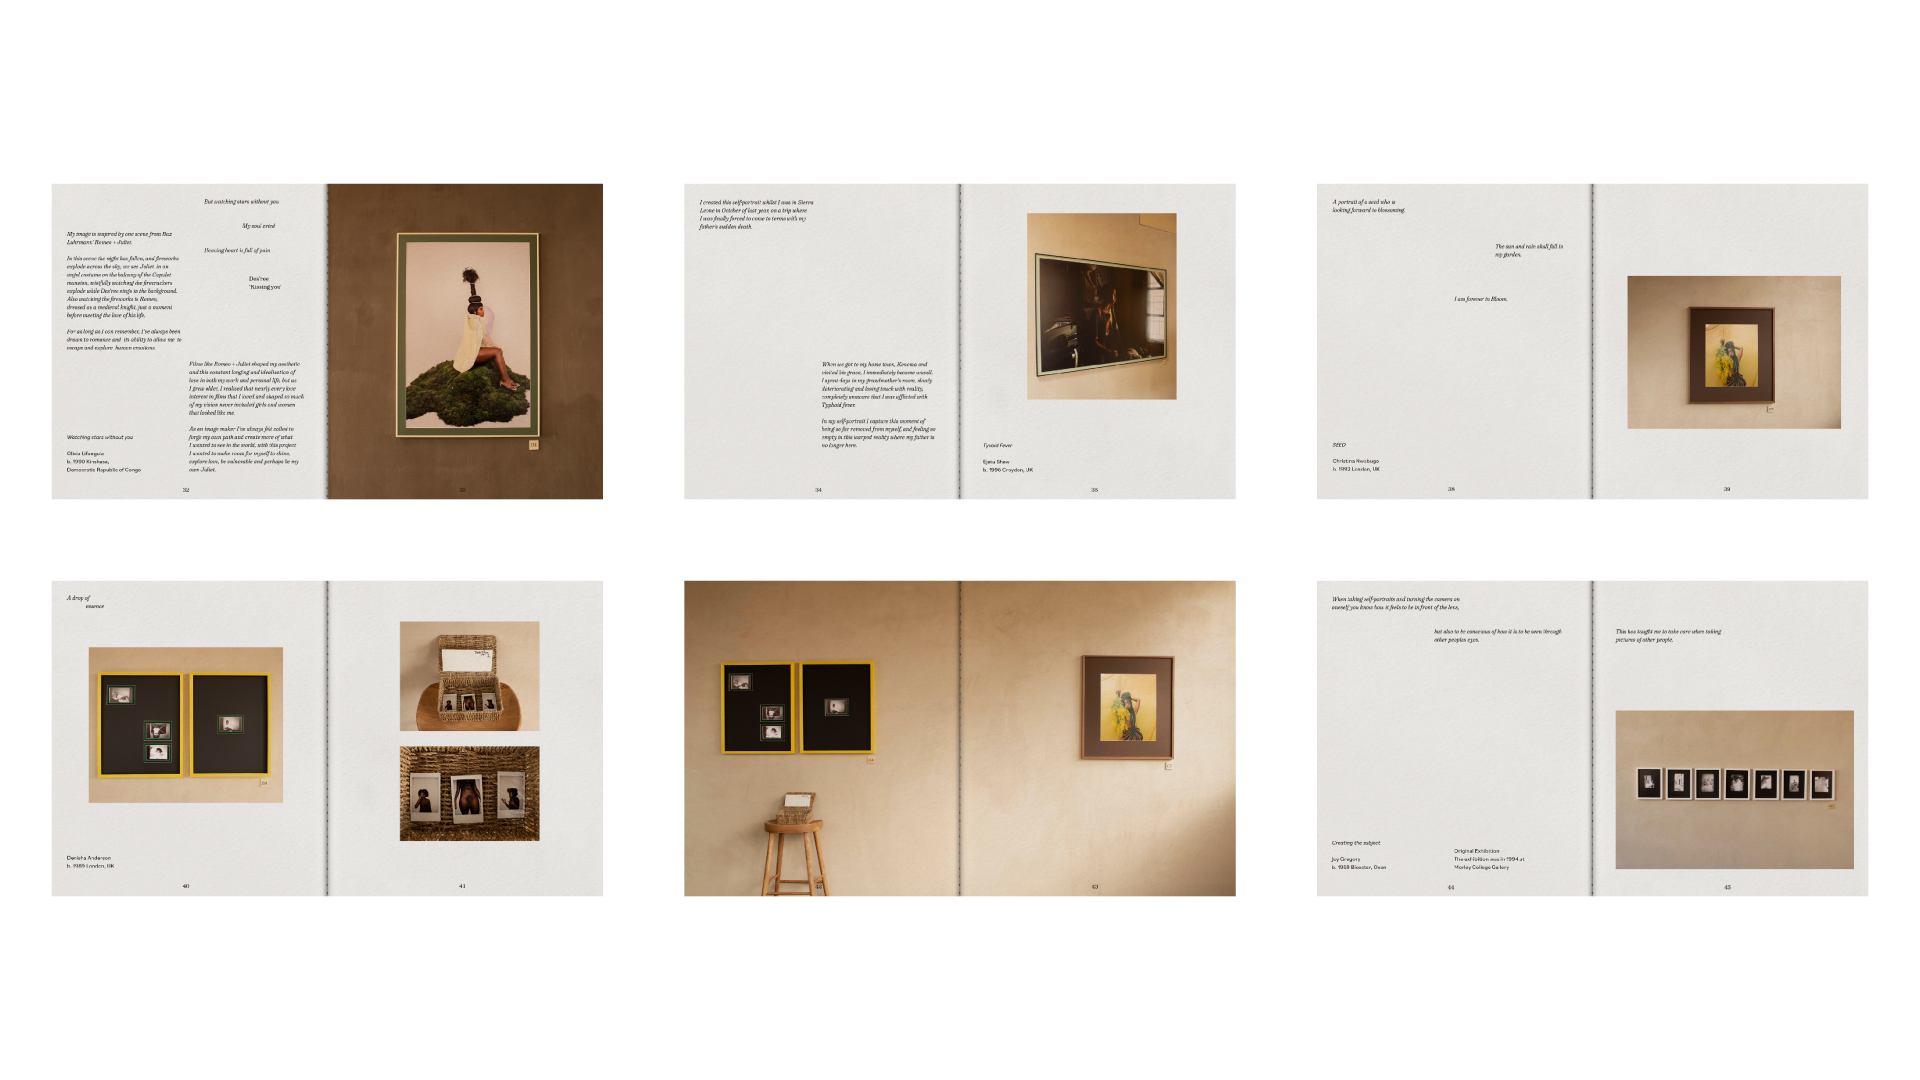 But watching stars without you
My soul cried
Heaving heart is full of pain
Des'ree
'Kissing you'
My image is inspired by one scene from Baz
Luhrmann' Romeo + Juliet.
In this scene the night has fallen, and fireworks
explode across the sky, we see Juliet in an
angel costume on the balcony of the Capulet
mansion, wistfully watching the firecrackers
explode while Des'ree sings in the background.
Also watching the fireworks is Romeo,
dressed as a medieval knight, just a moment
before meeting the love of his life.
For as long as I can remember, I've always been
drawn to romance and its ability to allow me to
escape and explore human emotions.
Films like Romeo + Juliet shaped my aesthetic
and this constant longing and idealisation of
love in both my work and personal life, but as
I grew older, I realised that nearly every love
interest in films that I loved and shaped so much
of my vision never included girls and women
that looked like me.
As an image maker I've always felt called to
forge my own path and create more of what
I wanted to see in the world, with this project
I wanted to make room for myself to shine,
explore love, be vulnerable and perhaps be my
own Juliet.
Watching stars without you
Olivia Lifungula
b. 1990 Kinshasa,
Democratic Republic of Congo
32
33
I created this self-portrait whilst I was in Sierra
Leone in October of last year, on a trip where
I was finally forced to come to terms with my
father's sudden death.
When we got to my home town, Kenema and
visited his grave, I immediately became unwell.
I spent days in my grandmother's room, slowly
deteriorating and losing touch with reality,
completely unaware that I was afflicted with
Typhoid fever.
In my self-portrait I capture this moment of
being so far removed from myself, and feeling so
empty in this warped reality where my father is
no longer here.
Tyvoid Fever
Ejatu Shaw
b. 1996 Croydon, UK
34
35
A portrait of a seed who is
looking forward to blossoming.
The sun and rain shall fall in
my garden.
I am forever in Bloom.
SEED
Christina Nwabugo
b. 1992 London, UK
38
39
A drop of
essence
Derisha Anderson
b. 1989 London, UK
40
41
42
43
When taking self-portraits and turning the camera on
oneself you know how it feels to be in front of the lens,
but also to be conscious of how it is to be seen through
other peoples eyes.
This has taught me to take care when taking
pictures of other people.
Creating the subject
Joy Gregory
b. 1959 Bicester, Oxon
Original Exhibition
The exhibition was in 1994 at
Morley College Gallery
44
45